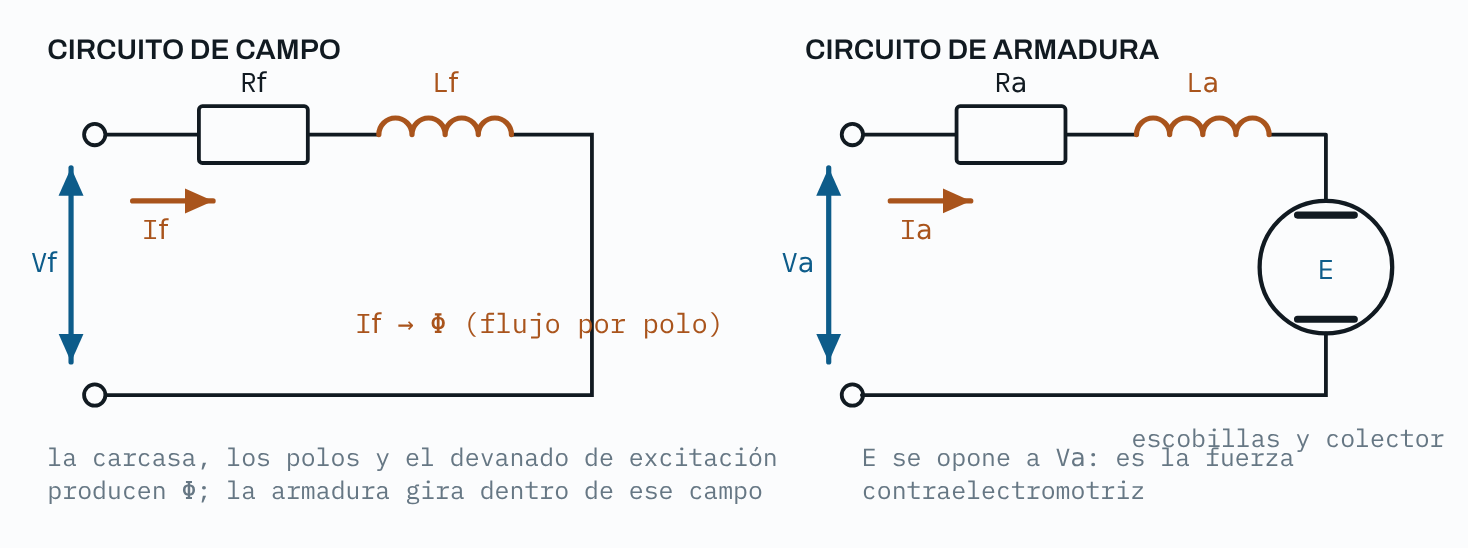 CIRCUITO DE CAMPO
Rf
Lf
If
Vf
If → Φ (flujo por polo)
la carcasa, los polos y el devanado de excitación
producen Φ; la armadura gira dentro de ese campo
CIRCUITO DE ARMADURA
Ra
La
Ia
Va
E
escobillas y colector
E se opone a Va: es la fuerza
contraelectromotriz